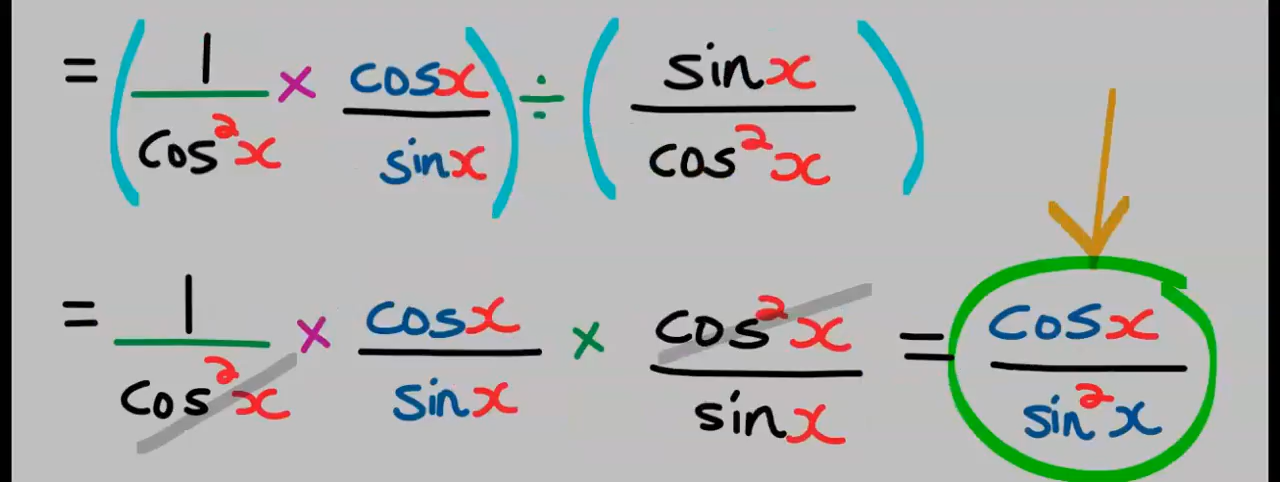 = (1/cos²x × cosx/sinx) ÷ (sinx/cos²x)
= 1/cos²x × cosx/sinx × cos²x/sinx = cosx/sin²x